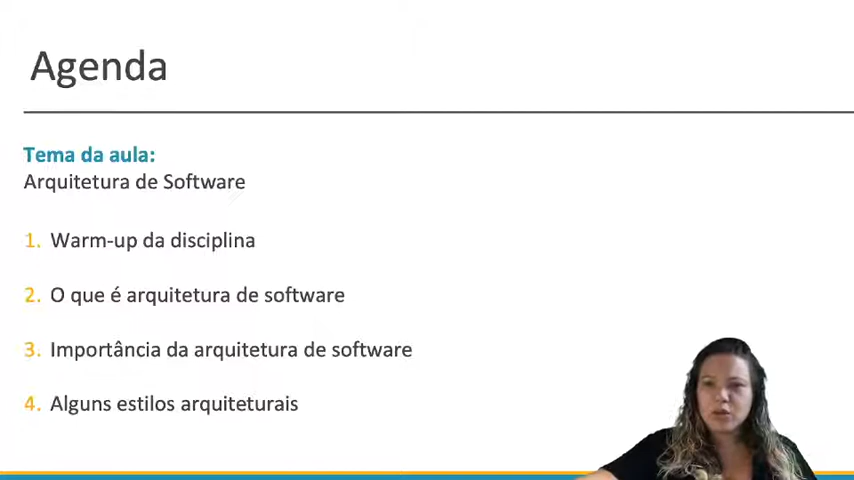 Agenda
Tema da aula:
Arquitetura de Software
1. Warm-up da disciplina
2. O que é arquitetura de software
3. Importância da arquitetura de software
4. Alguns estilos arquiteturais